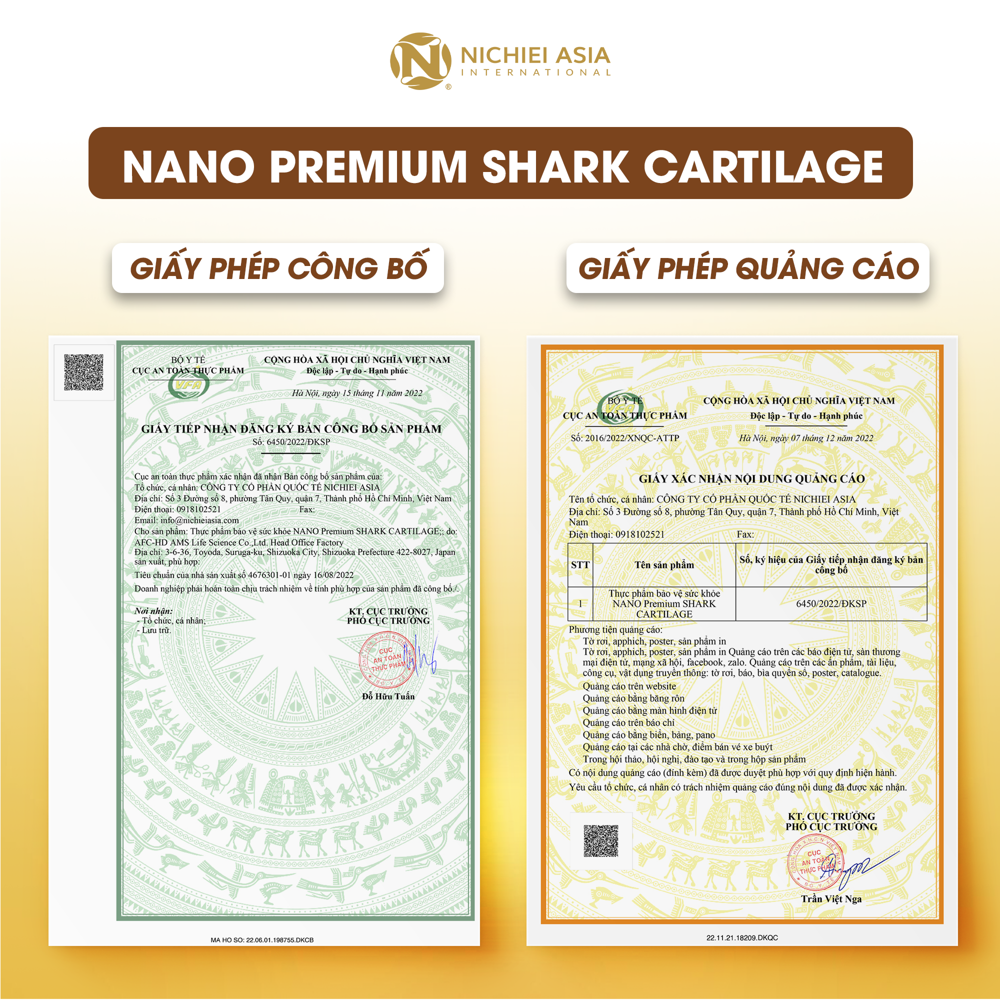 NICHIEI ASIA
INTERNATIONAL
®
NANO PREMIUM SHARK CARTILAGE
GIẤY PHÉP CÔNG BỐ
GIẤY PHÉP QUẢNG CÁO
BỘ Y TẾ
CỤC AN TOÀN THỰC PHẨM
VFA
CỘNG HÒA XÃ HỘI CHỦ NGHĨA VIỆT NAM
Độc lập - Tự do - Hạnh phúc
Hà Nội, ngày 15 tháng 11 năm 2022
GIẤY TIẾP NHẬN ĐĂNG KÝ BẢN CÔNG BỐ SẢN PHẨM
Số: 6450/2022/ĐKSP
Cục an toàn thực phẩm xác nhận đã nhận Bản công bố sản phẩm của:
Tổ chức, cá nhân: CÔNG TY CỔ PHẦN QUỐC TẾ NICHIEI ASIA
Địa chỉ: Số 3 Đường số 8, phường Tân Quy, quận 7, Thành phố Hồ Chí Minh, Việt Nam
Điện thoại: 0918102521 Fax:
Email: info@nichieiasia.com
Cho sản phẩm: Thực phẩm bảo vệ sức khỏe NANO Premium SHARK CARTILAGE;; do:
AFC-HD AMS Life Science Co.,Ltd. Head Office Factory
Địa chỉ: 3-6-36, Toyoda, Suruga-ku, Shizuoka City, Shizuoka Prefecture 422-8027, Japan
sản xuất, phù hợp:
Tiêu chuẩn của nhà sản xuất số 4676301-01 ngày 16/08/2022
Doanh nghiệp phải hoàn toàn chịu trách nhiệm về tính phù hợp của sản phẩm đã công bố./.
Nơi nhận:
- Tổ chức, cá nhân;
- Lưu trữ.
KT. CỤC TRƯỞNG
PHÓ CỤC TRƯỞNG
CỘNG HÒA X.H.C.N VIỆT NAM
CỤC
AN TOÀN
THỰC PHẨM
BỘ Y TẾ
Đỗ Hữu Tuấn
MA HO SO: 22.06.01.198755.DKCB
BỘ Y TẾ
VFA
CỤC AN TOÀN THỰC PHẨM
Số: 2016/2022/XNQC-ATTP
CỘNG HÒA XÃ HỘI CHỦ NGHĨA VIỆT NAM
Độc lập - Tự do - Hạnh phúc
Hà Nội, ngày 07 tháng 12 năm 2022
GIẤY XÁC NHẬN NỘI DUNG QUẢNG CÁO
Tên tổ chức, cá nhân: CÔNG TY CỔ PHẦN QUỐC TẾ NICHIEI ASIA
Địa chỉ: Số 3 Đường số 8, phường Tân Quy, quận 7, Thành phố Hồ Chí Minh, Việt
Nam
Điện thoại: 0918102521 Fax:
STT
Tên sản phẩm
Số, ký hiệu của Giấy tiếp nhận đăng ký bản
công bố
1
Thực phẩm bảo vệ sức khỏe
NANO Premium SHARK
CARTILAGE
6450/2022/ĐKSP
Phương tiện quảng cáo:
Tờ rơi, apphich, poster, sản phẩm in
Tờ rơi, apphich, poster, sản phẩm in Quảng cáo trên các báo điện tử, sàn thương
mại điện tử, mạng xã hội, facebook, zalo. Quảng cáo trên các ấn phẩm, tài liệu,
công cụ, vật dụng truyền thông: tờ rơi, báo, bìa quyển sổ, poster, catalogue.
Quảng cáo trên website
Quảng cáo bằng băng rôn
Quảng cáo bằng màn hình điện tử
Quảng cáo trên báo chí
Quảng cáo bằng biển, bảng, pano
Quảng cáo tại các nhà chờ, điểm bán vé xe buýt
Trong hội thảo, hội nghị, đào tạo và trong hộp sản phẩm
Có nội dung quảng cáo (đính kèm) đã được duyệt phù hợp với quy định hiện hành.
Yêu cầu tổ chức, cá nhân có trách nhiệm quảng cáo đúng nội dung đã được xác nhận.
KT. CỤC TRƯỞNG
PHÓ CỤC TRƯỞNG
CỘNG HÒA X.H.C.N VIỆT NAM
CỤC
AN TOÀN
THỰC PHẨM
BỘ Y TẾ
Trần Việt Nga
22.11.21.18209.DKQC